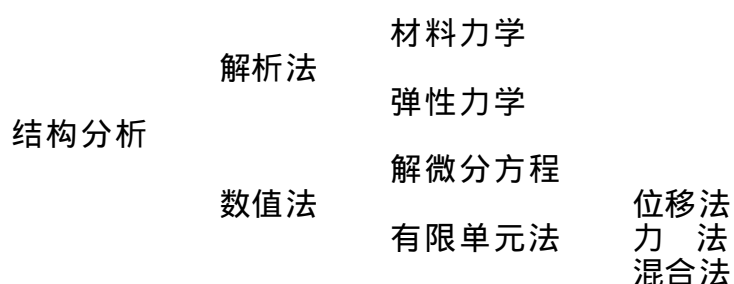 材料力学
解析法
弹性力学
结构分析
解微分方程
数值法
位移法
有限单元法
力 法
混合法